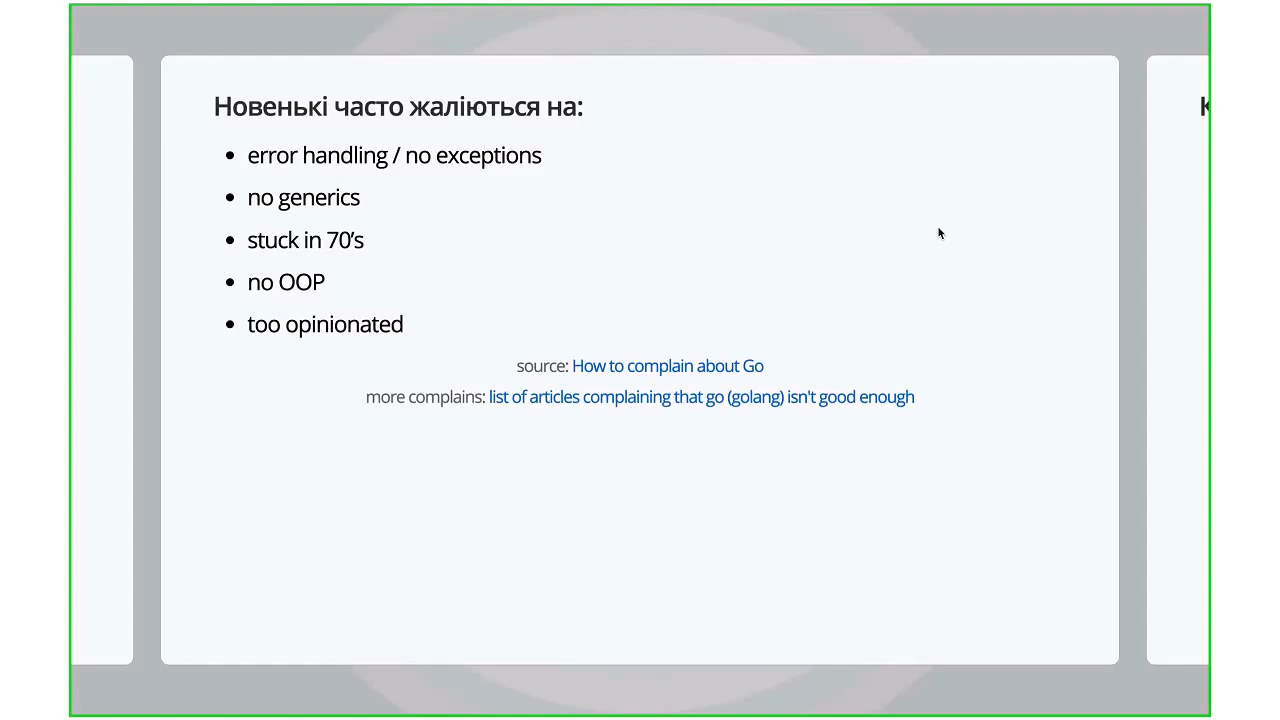 Новенькі часто жаліються на:
error handling / no exceptions
no generics
stuck in 70’s
no OOP
too opinionated
source: How to complain about Go
more complains: list of articles complaining that go (golang) isn't good enough